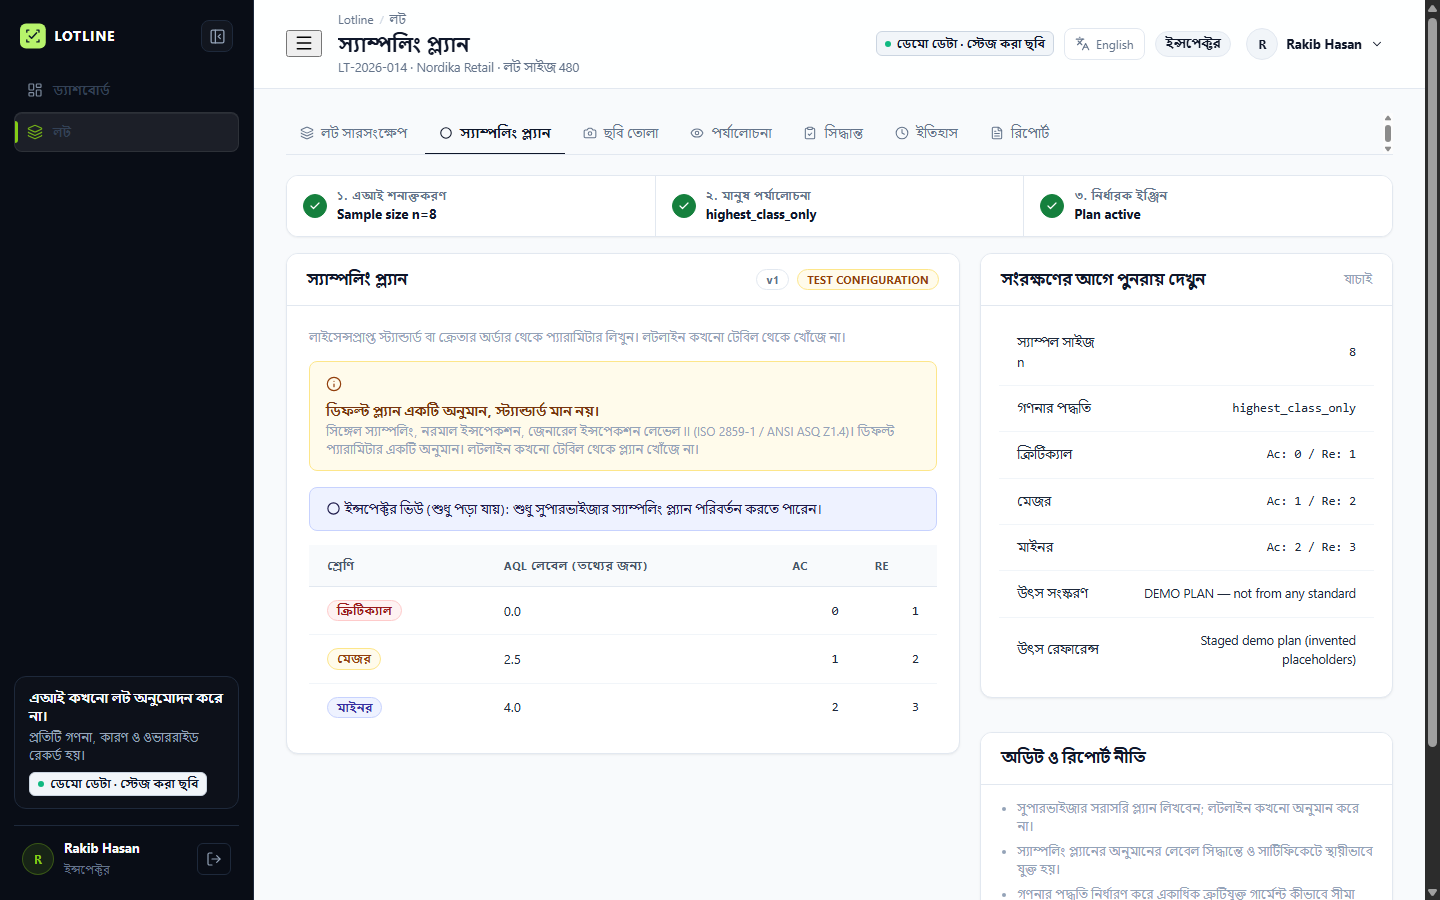 LOTLINE
ড্যাশবোর্ড
লট
এআই কখনো লট অনুমোদন করে
না।
প্রতিটি গণনা, কারণ ও ওভাররাইড
রেকর্ড হয়।
ডেমো ডেটা · স্টেজ করা ছবি
R
Rakib Hasan
ইন্সপেক্টর
Lotline / লট
স্যাম্পলিং প্ল্যান
LT-2026-014 · Nordika Retail · লট সাইজ 480
ডেমো ডেটা · স্টেজ করা ছবি
English
ইন্সপেক্টর
R
Rakib Hasan
লট সারসংক্ষেপ
স্যাম্পলিং প্ল্যান
ছবি তোলা
পর্যালোচনা
সিদ্ধান্ত
ইতিহাস
রিপোর্ট
১. এআই শনাক্তকরণ
Sample size n=8
২. মানুষ পর্যালোচনা
highest_class_only
৩. নির্ধারক ইঞ্জিন
Plan active
স্যাম্পলিং প্ল্যান
v1
TEST CONFIGURATION
লাইসেন্সপ্রাপ্ত স্ট্যান্ডার্ড বা ক্রেতার অর্ডার থেকে প্যারামিটার লিখুন। লটলাইন কখনো টেবিল থেকে খোঁজে না।
ডিফল্ট প্ল্যান একটি অনুমান, স্ট্যান্ডার্ড মান নয়।
সিঙ্গেল স্যাম্পলিং, নরমাল ইন্সপেকশন, জেনারেল ইন্সপেকশন লেভেল II (ISO 2859-1 / ANSI ASQ Z1.4)। ডিফল্ট
প্যারামিটার একটি অনুমান। লটলাইন কখনো টেবিল থেকে প্ল্যান খোঁজে না।
ইন্সপেক্টর ভিউ (শুধু পড়া যায়): শুধু সুপারভাইজার স্যাম্পলিং প্ল্যান পরিবর্তন করতে পারেন।
শ্রেণি AQL লেবেল (তথ্যের জন্য) AC RE
ক্রিটিক্যাল 0.0 0 1
মেজর 2.5 1 2
মাইনর 4.0 2 3
সংরক্ষণের আগে পুনরায় দেখুন
যাচাই
স্যাম্পল সাইজ
n
8
গণনার পদ্ধতি highest_class_only
ক্রিটিক্যাল Ac: 0 / Re: 1
মেজর Ac: 1 / Re: 2
মাইনর Ac: 2 / Re: 3
উৎস সংস্করণ DEMO PLAN — not from any standard
উৎস রেফারেন্স Staged demo plan (invented
placeholders)
অডিট ও রিপোর্ট নীতি
• সুপারভাইজার সরাসরি প্ল্যান লিখবেন; লটলাইন কখনো অনুমান করে
না।
• স্যাম্পলিং প্ল্যানের অনুমানের লেবেল সিদ্ধান্তে ও সার্টিফিকেটে স্থায়ীভাবে
যুক্ত হয়।
• গণনার পদ্ধতি নির্ধারণ করে একাধিক ত্রুটিযুক্ত গার্মেন্ট কীভাবে সীমা